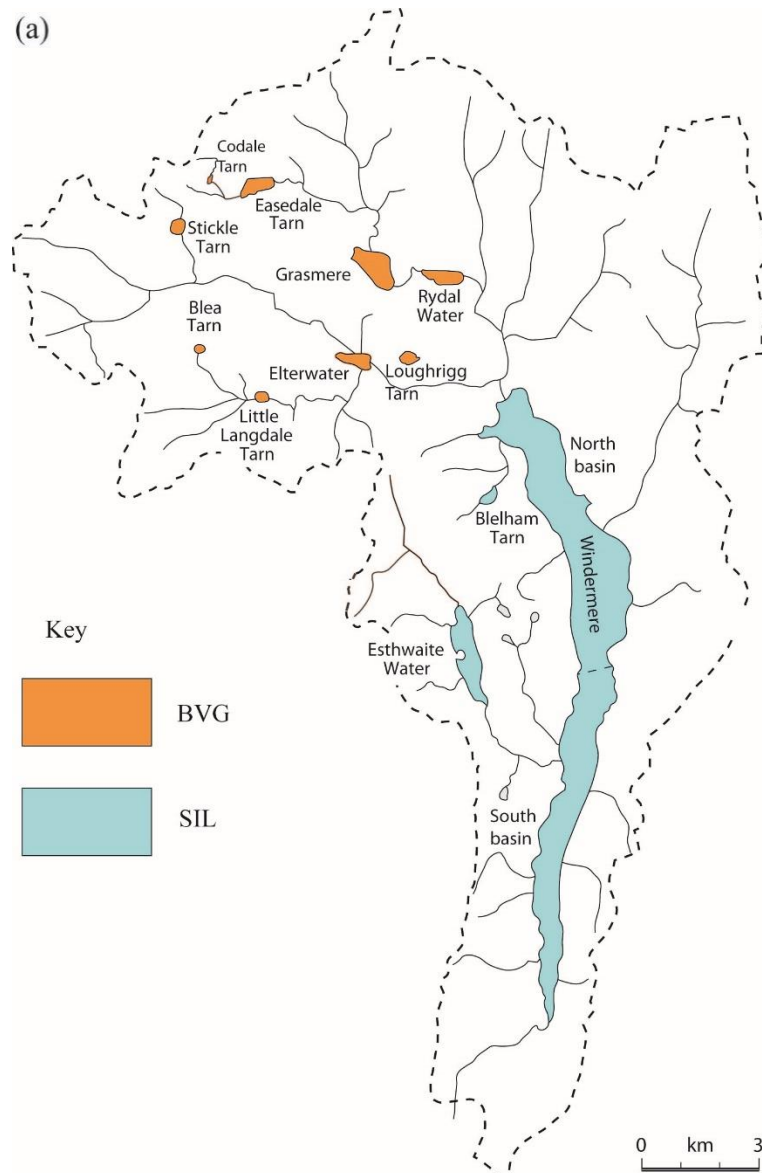 (a)
Codale
Tarn
Easedale
Tarn
Stickle
Tarn
Grasmere
Rydal
Water
Blea
Tarn
Elterwater
Loughrigg
Tarn
Little
Langdale
Tarn
North
basin
Blelham
Tarn
Windermere
Key
Esthwaite
Water
BVG
SIL
South
basin
0 km 3